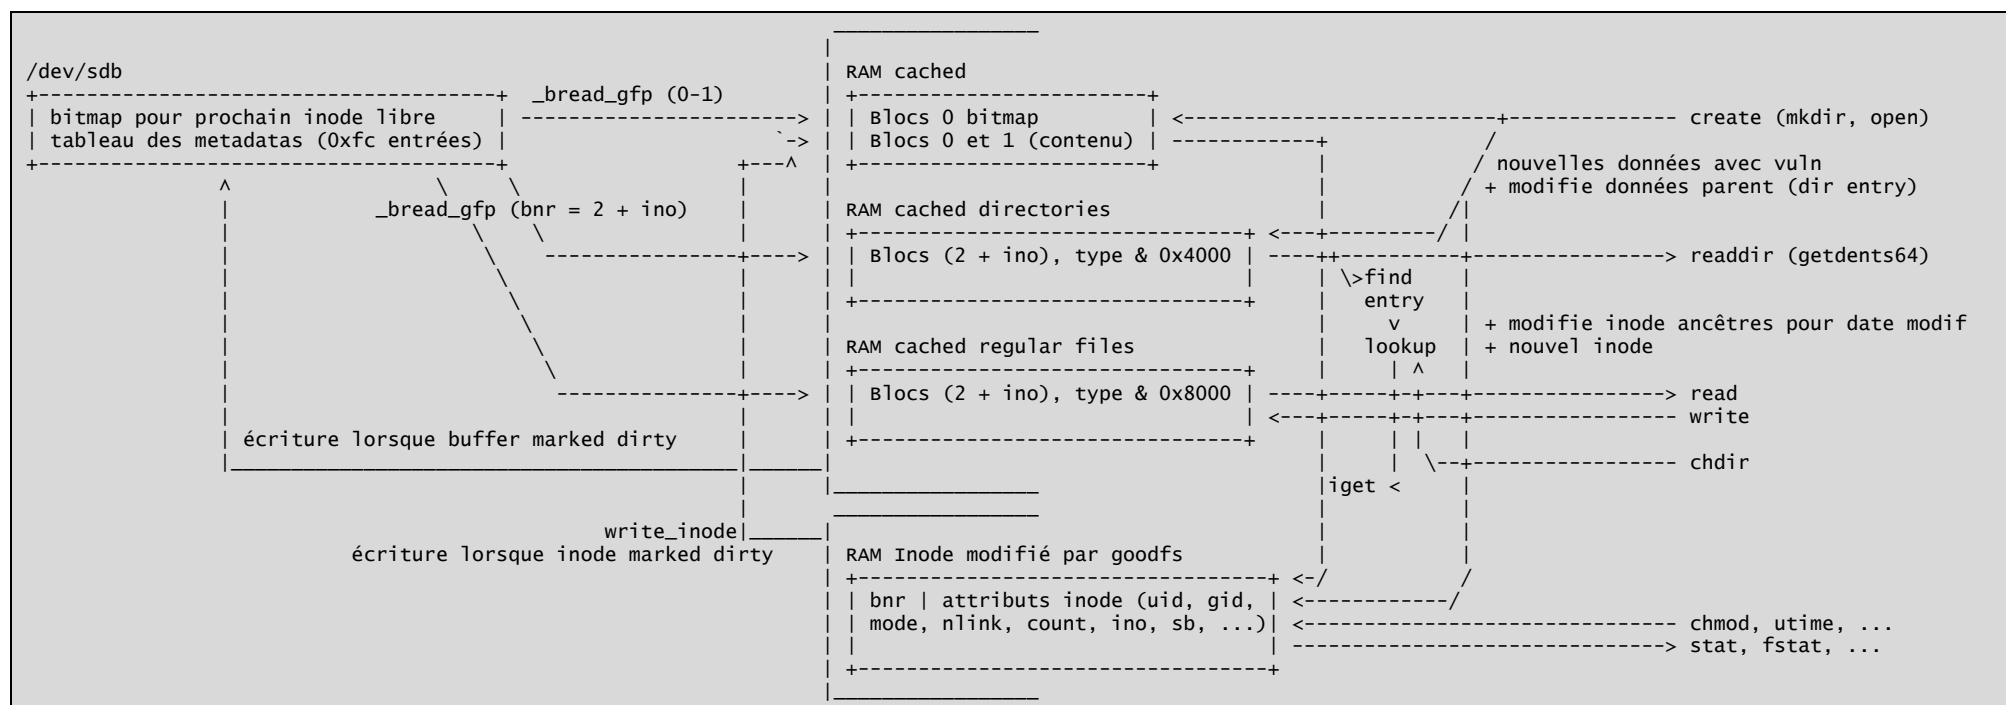 /dev/sdb
RAM cached
_bread_gfp (0-1)
bitmap pour prochain inode libre
Blocs 0 bitmap
create (mkdir, open)
tableau des metadatas (0xfc entrées)
Blocs 0 et 1 (contenu)
nouvelles données avec vuln
+ modifie données parent (dir entry)
_bread_gfp (bnr = 2 + ino)
RAM cached directories
Blocs (2 + ino), type & 0x4000
readdir (getdents64)
find
entry
v
+ modifie inode ancêtres pour date modif
RAM cached regular files
lookup
+ nouvel inode
Blocs (2 + ino), type & 0x8000
read
write
écriture lorsque buffer marked dirty
chdir
iget <
write_inode
écriture lorsque inode marked dirty
RAM Inode modifié par goodfs
bnr | attributs inode (uid, gid,
mode, nlink, count, ino, sb, ...)
chmod, utime, ...
stat, fstat, ...